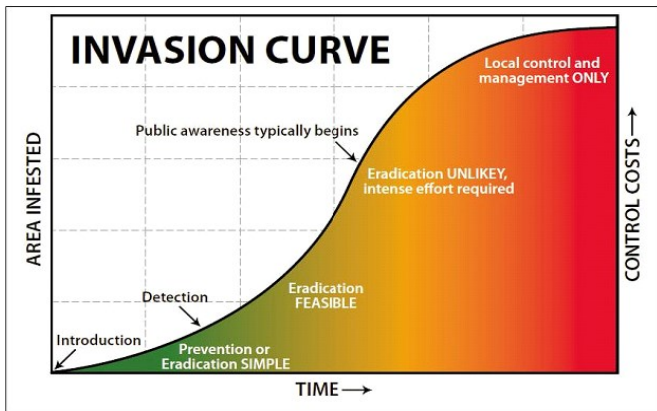 INVASION CURVE
Local control and
management ONLY
Public awareness typically begins
Eradication UNLIKEY,
intense effort required
AREA INFESTED
CONTROL COSTS
Detection
Eradication
FEASIBLE
Introduction
Prevention or
Eradication SIMPLE
TIME